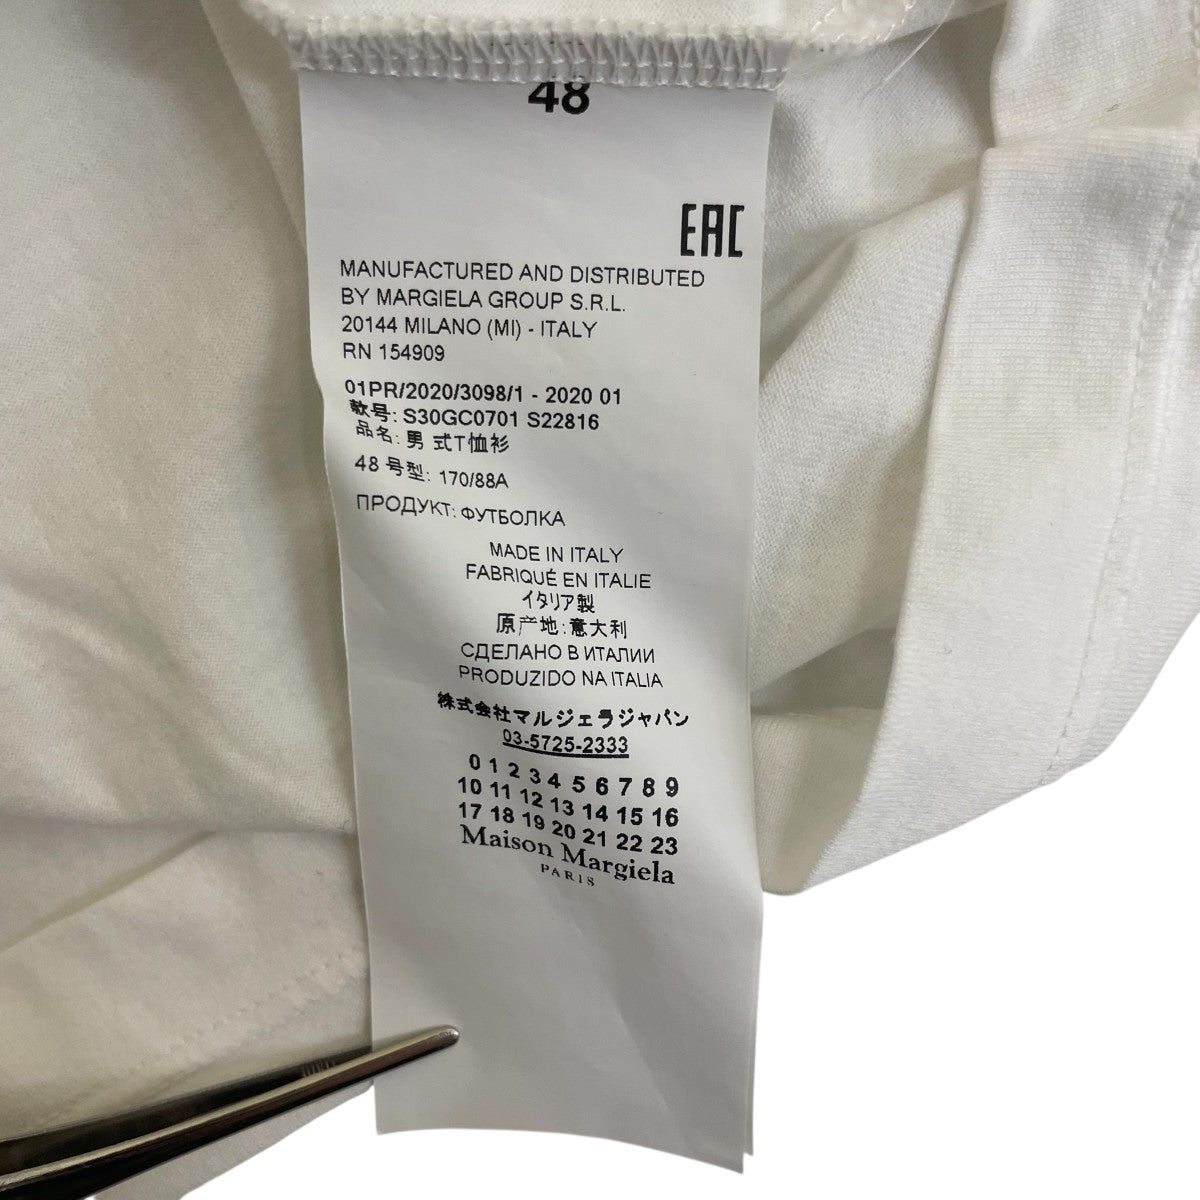 48
EAC
MANUFACTURED AND DISTRIBUTED
BY MARGIELA GROUP S.R.L.
20144 MILANO (MI) - ITALY
RN 154909
01PR/2020/3098/1 - 2020 01
款号: S30GC0701 S22816
品名: 男 式T恤衫
48 号型: 170/88A
ПРОДУКТ: ФУТБОЛКА
MADE IN ITALY
FABRIQUÉ EN ITALIE
イタリア製
原产地:意大利
СДЕЛАНО В ИТАЛИИ
PRODUZIDO NA ITALIA
株式会社マルジェラジャパン
03-5725-2333
0 1 2 3 4 5 6 7 8 9
10 11 12 13 14 15 16
17 18 19 20 21 22 23
Maison Margiela
PARIS